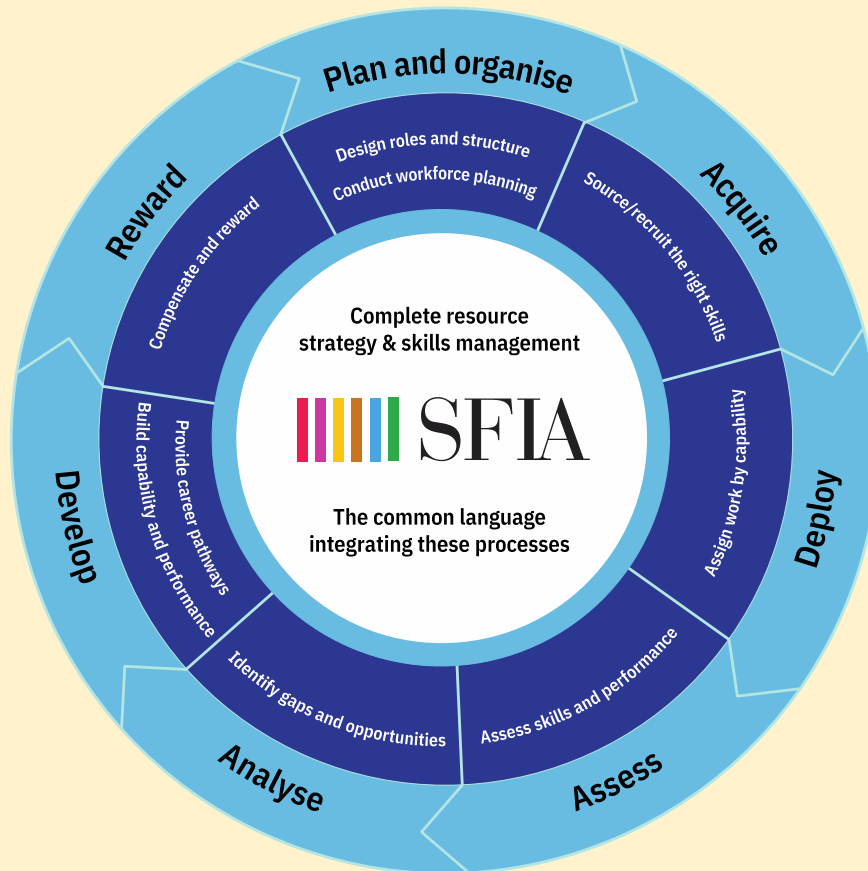 Plan and organise
Design roles and structure
Conduct workforce planning
Acquire
Source/recruit the right skills
Deploy
Assign work by capability
Assess
Assess skills and performance
Analyse
Identify gaps and opportunities
Develop
Provide career pathways
Build capability and performance
Reward
Compensate and reward
Complete resource
strategy & skills management
SFIA
The common language
integrating these processes